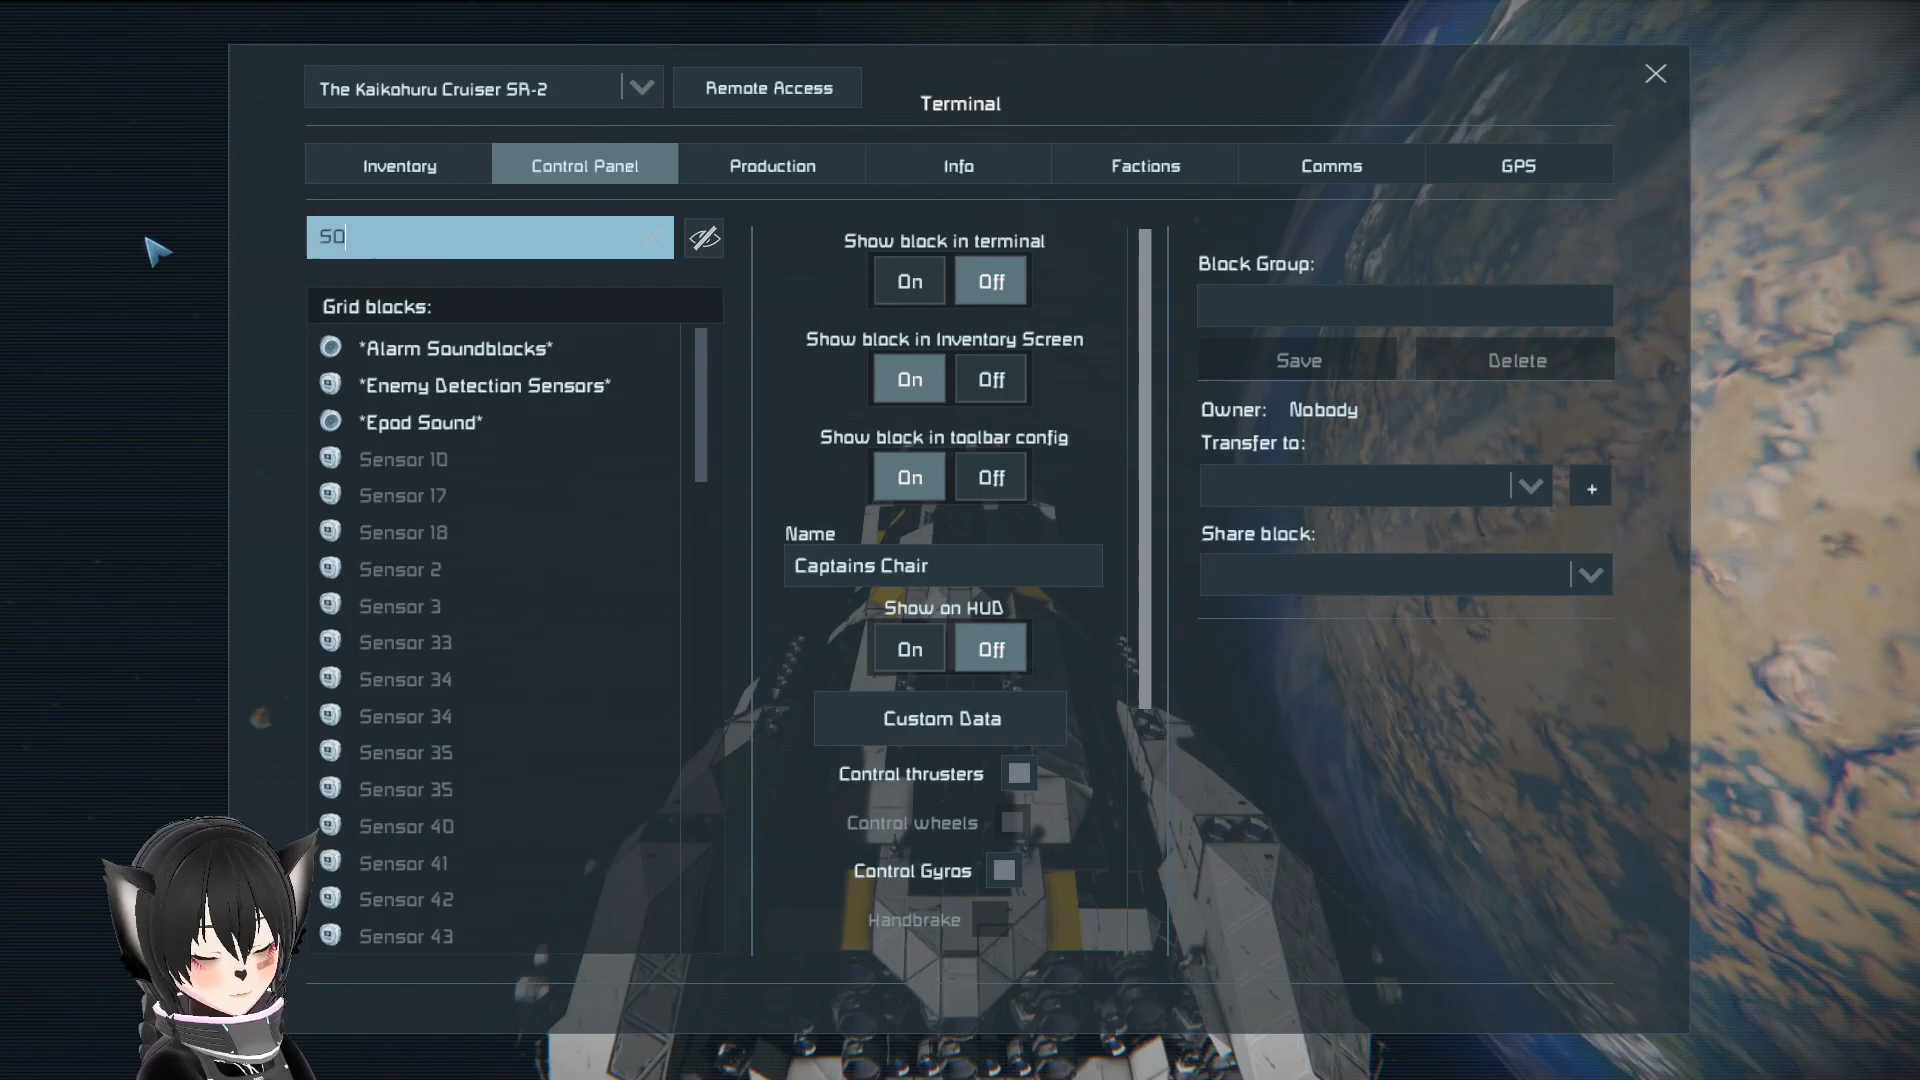 The Kaikohuru Cruiser SR-2
Remote Access
Terminal
Inventory
Control Panel
Production
Info
Factions
Comms
GPS
SO
Grid blocks:
*Alarm Soundblocks*
*Enemy Detection Sensors*
*Epod Sound*
Sensor 10
Sensor 17
Sensor 18
Sensor 2
Sensor 3
Sensor 33
Sensor 34
Sensor 34
Sensor 35
Sensor 35
Sensor 40
Sensor 41
Sensor 42
Sensor 43
Show block in terminal
On Off
Show block in Inventory Screen
On Off
Show block in toolbar config
On Off
Name
Captains Chair
Show on HUD
On Off
Custom Data
Control thrusters
Control wheels
Control Gyros
Handbrake
Block Group:
Save
Delete
Owner: Nobody
Transfer to:
+
Share block: